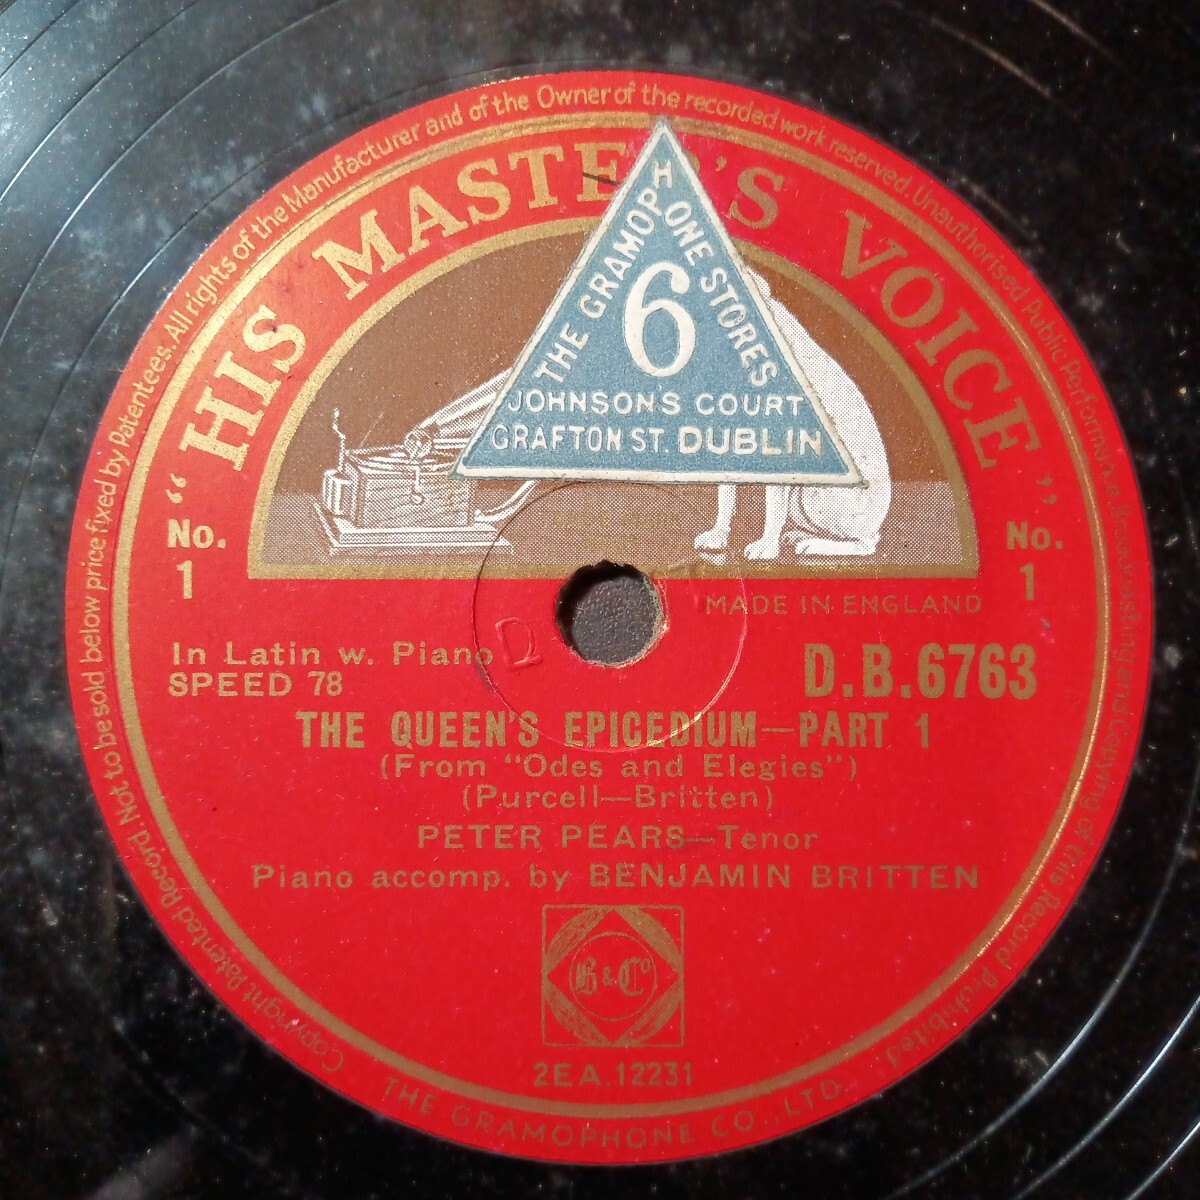 Copyright Patented Record. Not to be sold below price fixed by Patentees. All rights of the Manufacturer and of the Owner of the recorded work reserved. Unauthorised Public Performance, Broadcasting and Copying of this Record Prohibited
"HIS MASTER'S VOICE"
THE GRAMOPHONE STORES
6
JOHNSON'S COURT
GRAFTON ST. DUBLIN
No. 1
No. 1
MADE IN ENGLAND
D
In Latin w. Piano
SPEED 78
D.B.6763
THE QUEEN'S EPICEDIUM—PART 1
(From "Odes and Elegies")
(Purcell—Britten)
PETER PEARS—Tenor
Piano accomp. by BENJAMIN BRITTEN
B & Co
2EA.12231
THE GRAMOPHONE CO., LTD.